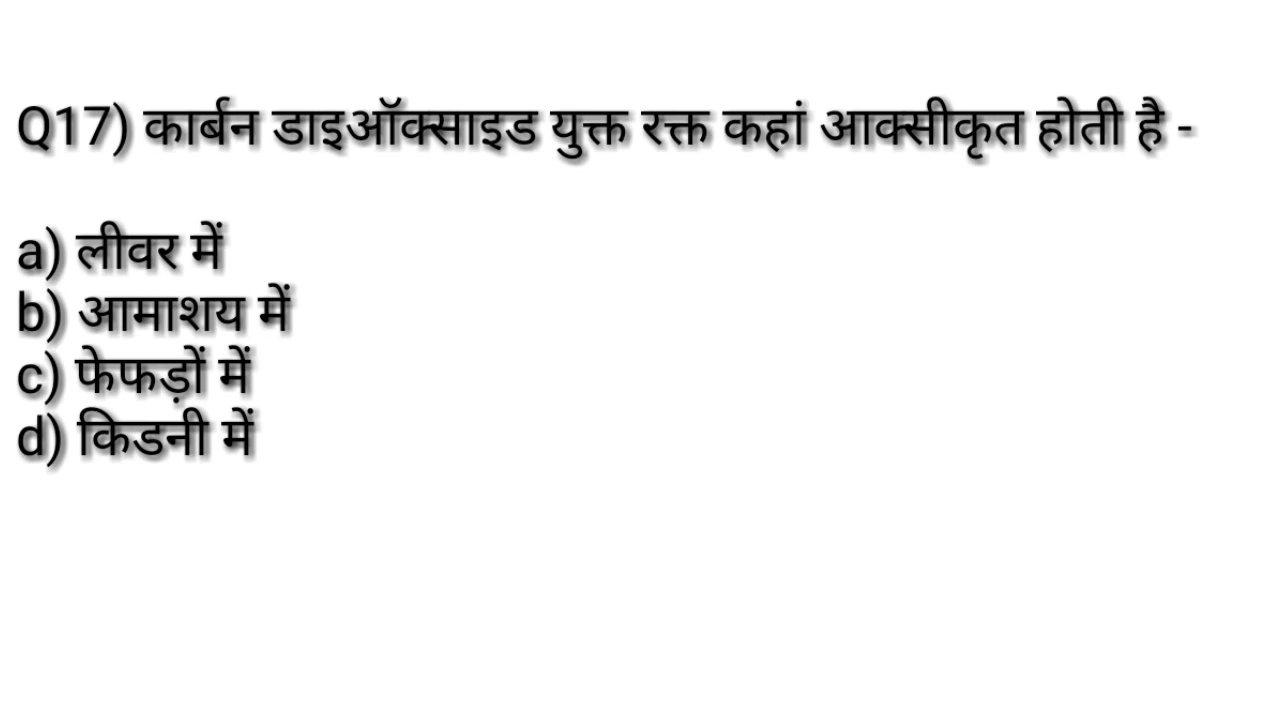 Q17) कार्बन डाइऑक्साइड युक्त रक्त कहां आक्सीकृत होती है -
a) लीवर में
b) आमाशय में
c) फेफड़ों में
d) किडनी में